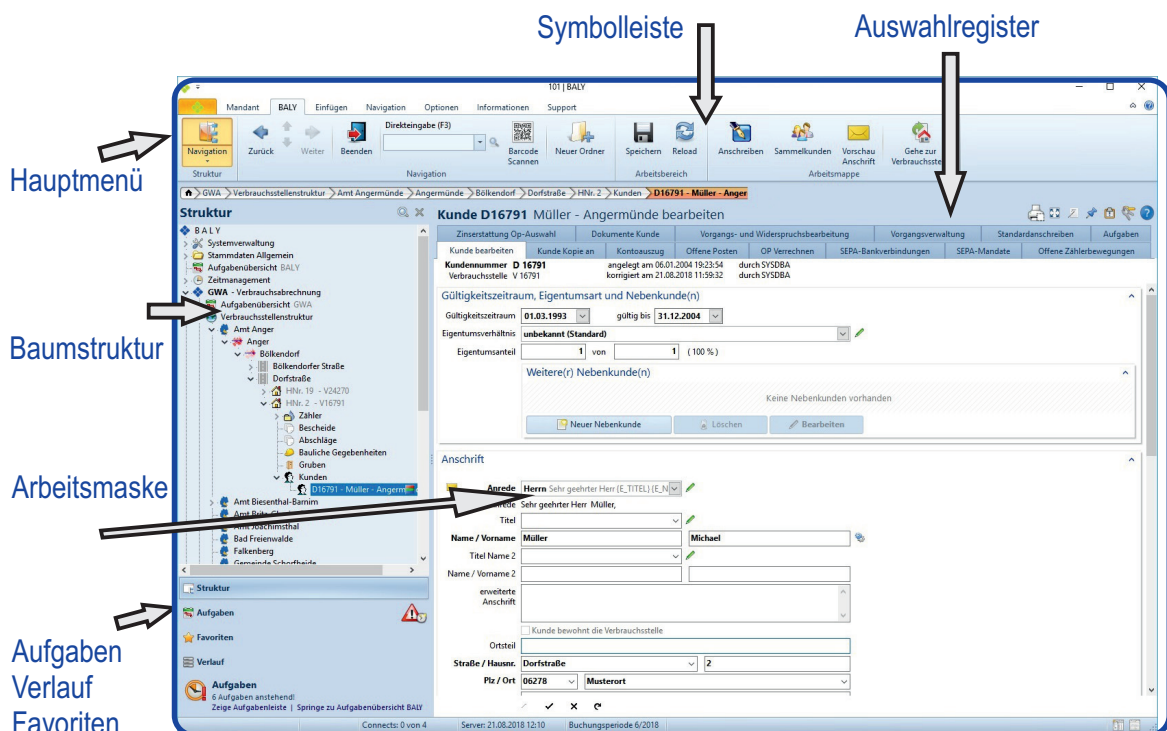 Symbolleiste
Auswahlregister
Hauptmenü
Baumstruktur
Arbeitsmaske
Aufgaben
Verlauf
Favoriten
101 | BALY
Mandant BALY Einfügen Navigation Optionen Informationen Support
Navigation
Struktur
Zurück
Weiter
Beenden
Direkteingabe (F3)
Barcode Scannen
Neuer Ordner
Navigation
Speichern
Reload
Arbeitsbereich
Anschreiben
Sammelkunden
Vorschau Anschrift
Gehe zur Verbrauchsste
Arbeitsmappe
GWA Verbrauchsstellenstruktur Amt Angermünde Angermünde Bölkendorf Dorfstraße HNr. 2 Kunden D16791 - Müller - Anger
Struktur
BALY
Systemverwaltung
Stammdaten Allgemein
Aufgabenübersicht BALY
Zeitmanagement
GWA - Verbrauchsabrechnung
Aufgabenübersicht GWA
Verbrauchsstellenstruktur
Amt Anger
Anger
Bölkendorf
Bölkendorfer Straße
Dorfstraße
HNr. 19 - V24270
HNr. 2 - V16791
Zähler
Bescheide
Abschläge
Bauliche Gegebenheiten
Gruben
Kunden
D16791 - Müller - Angerm
Amt Biesenthal-Barnim
Amt Joachimsthal
Bad Freienwalde
Falkenberg
Gemeinde Schorfheide
Struktur
Aufgaben
Favoriten
Verlauf
Aufgaben
6 Aufgaben anstehend!
Zeige Aufgabenleiste | Springe zu Aufgabenübersicht BALY
Kunde D16791 Müller - Angermünde bearbeiten
Zinserstattung Op-Auswahl Dokumente Kunde Vorgangs- und Widerspruchsbearbeitung Vorgangsverwaltung Standardanschreiben Aufgaben
Kunde bearbeiten Kunde Kopie an Kontoauszug Offene Posten OP Verrechnen SEPA-Bankverbindungen SEPA-Mandate Offene Zählerbewegungen
Kundennummer D 16791 angelegt am 06.01.2004 19:23:54 durch SYSDBA
Verbrauchsstelle V 16791 korrigiert am 21.08.2018 11:59:32 durch SYSDBA
Gültigkeitszeitraum, Eigentumsart und Nebenkunde(n)
Gültigkeitszeitraum 01.03.1993 gültig bis 31.12.2004
Eigentumsverhältnis unbekannt (Standard)
Eigentumsanteil 1 von 1 (100 %)
Weitere(r) Nebenkunde(n)
Keine Nebenkunden vorhanden
Neuer Nebenkunde Löschen Bearbeiten
Anschrift
Anrede Herrn Sehr geehrter Herr {E_TITEL} {E_N
Sehr geehrter Herr Müller,
Titel
Name / Vorname Müller Michael
Titel Name 2
Name / Vorname 2
erweiterte Anschrift
Kunde bewohnt die Verbrauchsstelle
Ortsteil
Straße / Hausnr. Dorfstraße 2
Plz / Ort 06278 Musterort
Connects: 0 von 4 Server: 21.08.2018 12:10 Buchungsperiode 6/2018